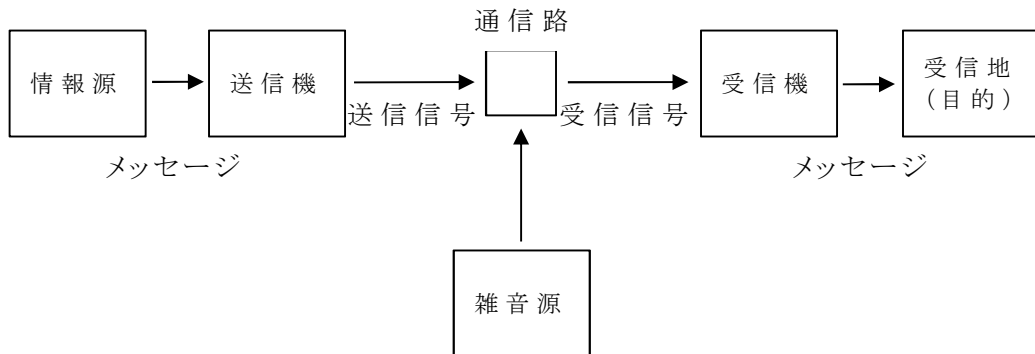 通信路
情報源
送信機
受信機
受信地
(目的)
送信信号
受信信号
メッセージ
メッセージ
雑音源